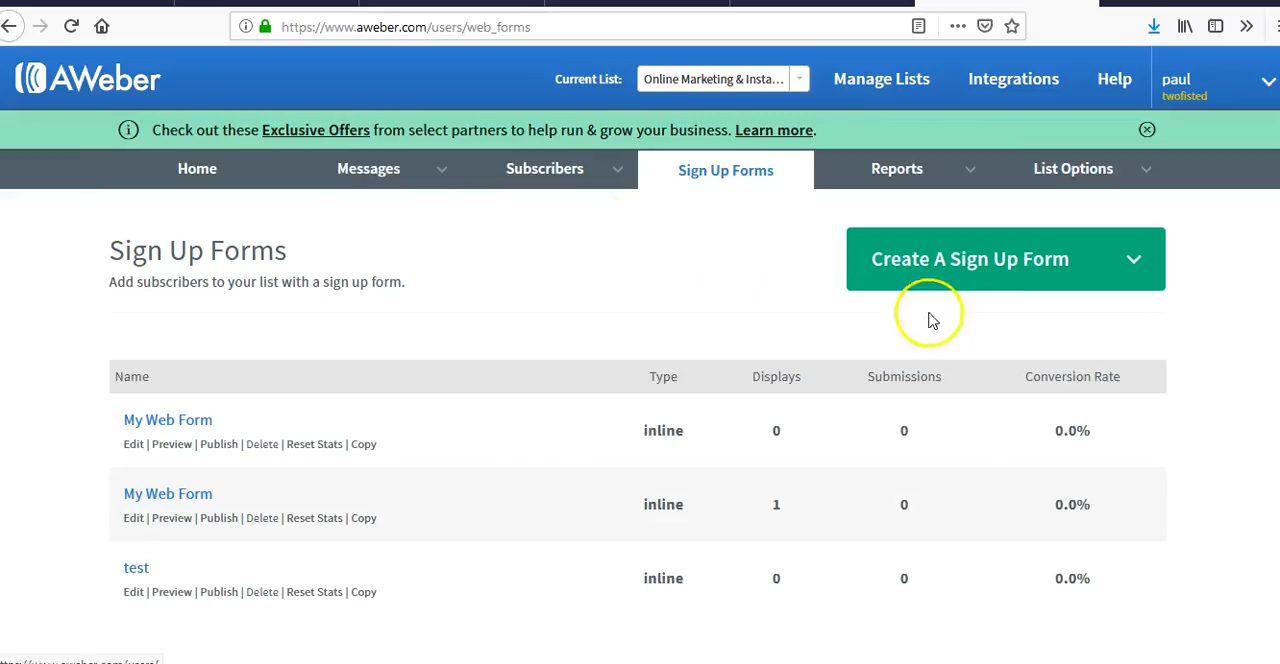 https://www.aweber.com/users/web_forms
AWeber
Current List: Online Marketing & Insta... Manage Lists Integrations Help paul
twofisted
Check out these Exclusive Offers from select partners to help run & grow your business. Learn more.
Home Messages Subscribers Sign Up Forms Reports List Options
Sign Up Forms
Add subscribers to your list with a sign up form.
Create A Sign Up Form
Name Type Displays Submissions Conversion Rate
My Web Form
inline 0 0 0.0%
Edit | Preview | Publish | Delete | Reset Stats | Copy
My Web Form
inline 1 0 0.0%
Edit | Preview | Publish | Delete | Reset Stats | Copy
test
inline 0 0 0.0%
Edit | Preview | Publish | Delete | Reset Stats | Copy